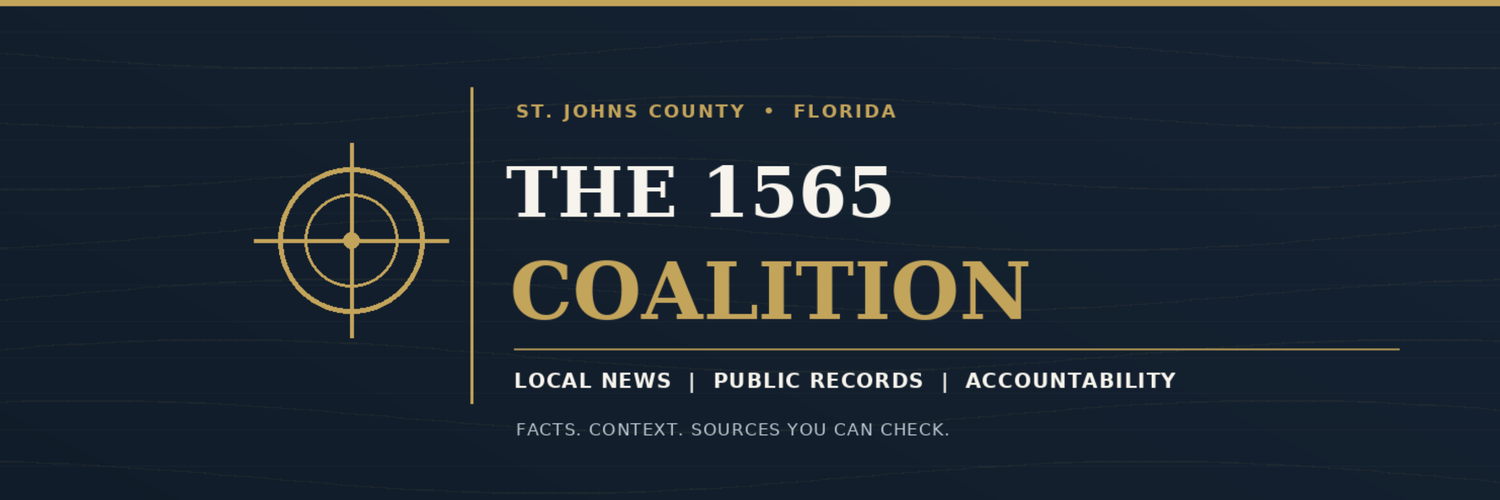 ST. JOHNS COUNTY • FLORIDA
THE 1565
COALITION
LOCAL NEWS | PUBLIC RECORDS | ACCOUNTABILITY
FACTS. CONTEXT. SOURCES YOU CAN CHECK.